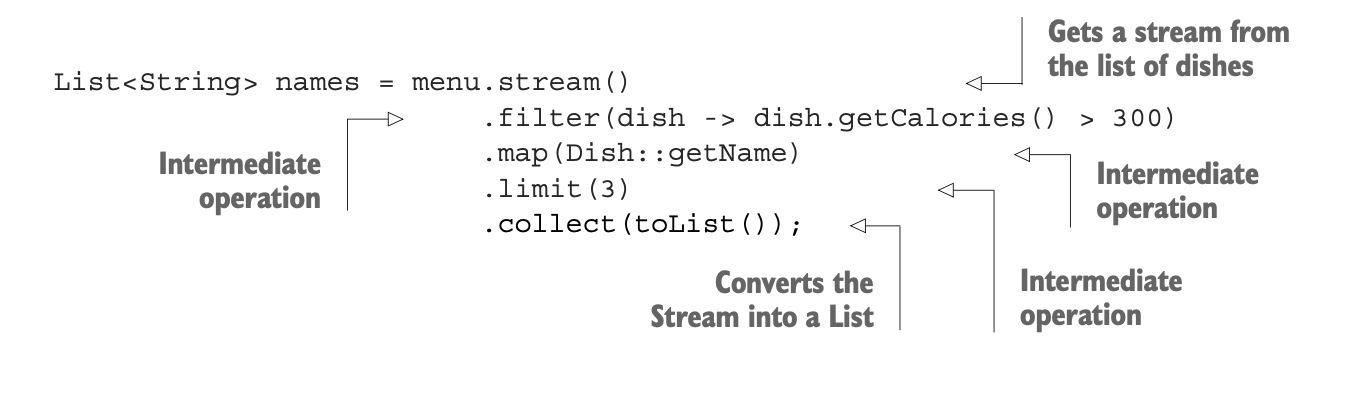 Gets a stream from
the list of dishes
List<String> names = menu.stream()
.filter(dish -> dish.getCalories() > 300)
.map(Dish::getName)
.limit(3)
.collect(toList());
Intermediate
operation
Intermediate
operation
Converts the
Stream into a List
Intermediate
operation